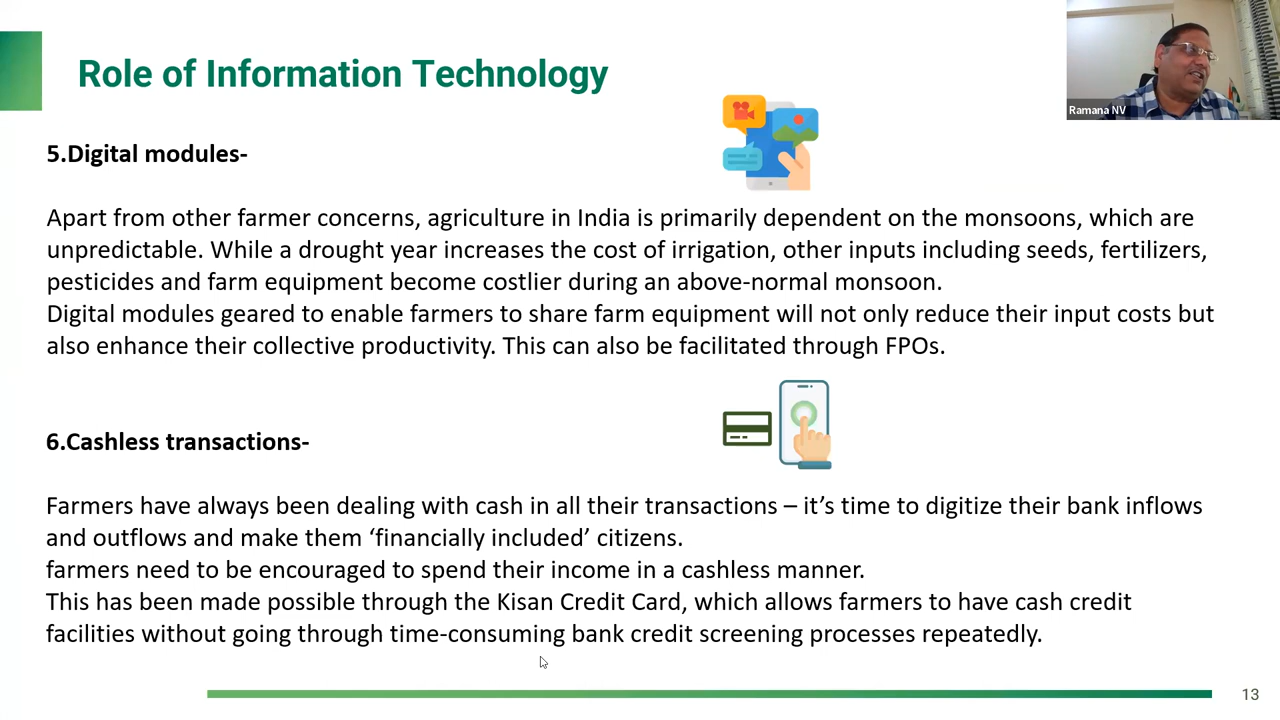 Role of Information Technology
Ramana NV
5.Digital modules-
Apart from other farmer concerns, agriculture in India is primarily dependent on the monsoons, which are
unpredictable. While a drought year increases the cost of irrigation, other inputs including seeds, fertilizers,
pesticides and farm equipment become costlier during an above-normal monsoon.
Digital modules geared to enable farmers to share farm equipment will not only reduce their input costs but
also enhance their collective productivity. This can also be facilitated through FPOs.
6.Cashless transactions-
Farmers have always been dealing with cash in all their transactions – it’s time to digitize their bank inflows
and outflows and make them ‘financially included’ citizens.
farmers need to be encouraged to spend their income in a cashless manner.
This has been made possible through the Kisan Credit Card, which allows farmers to have cash credit
facilities without going through time-consuming bank credit screening processes repeatedly.
13